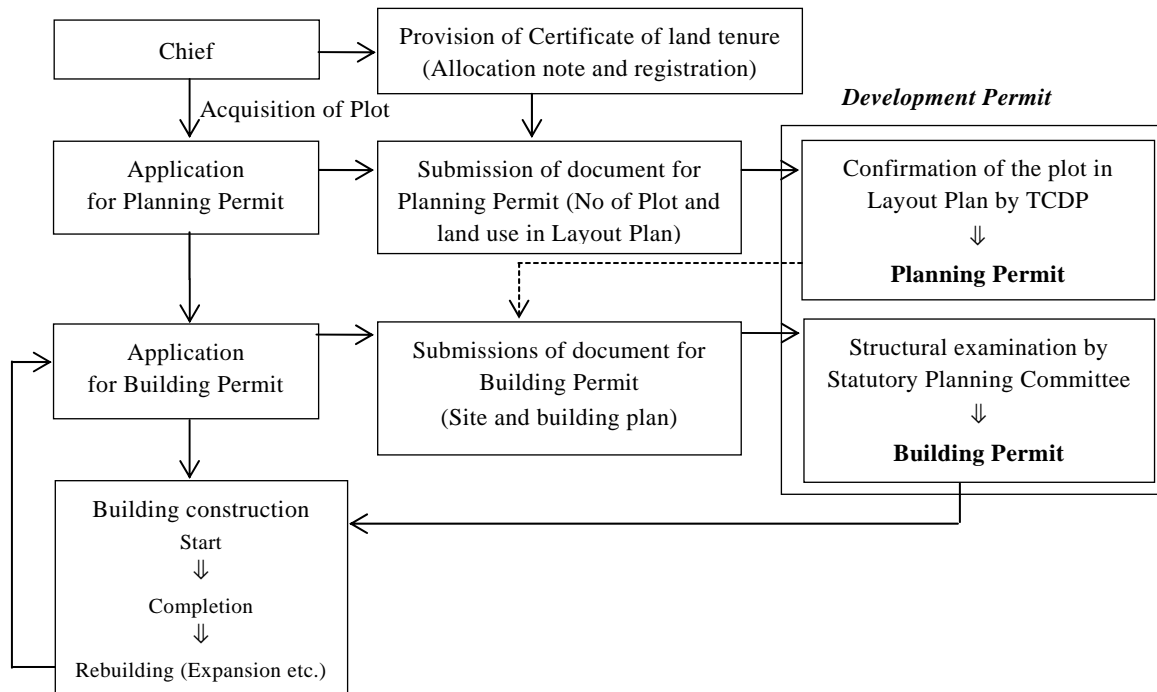 Chief
Provision of Certificate of land tenure
(Allocation note and registration)
Acquisition of Plot
Development Permit
Application
for Planning Permit
Submission of document for
Planning Permit (No of Plot and
land use in Layout Plan)
Confirmation of the plot in
Layout Plan by TCDP
⇓
Planning Permit
Application
for Building Permit
Submissions of document for
Building Permit
(Site and building plan)
Structural examination by
Statutory Planning Committee
⇓
Building Permit
Building construction
Start
⇓
Completion
⇓
Rebuilding (Expansion etc.)